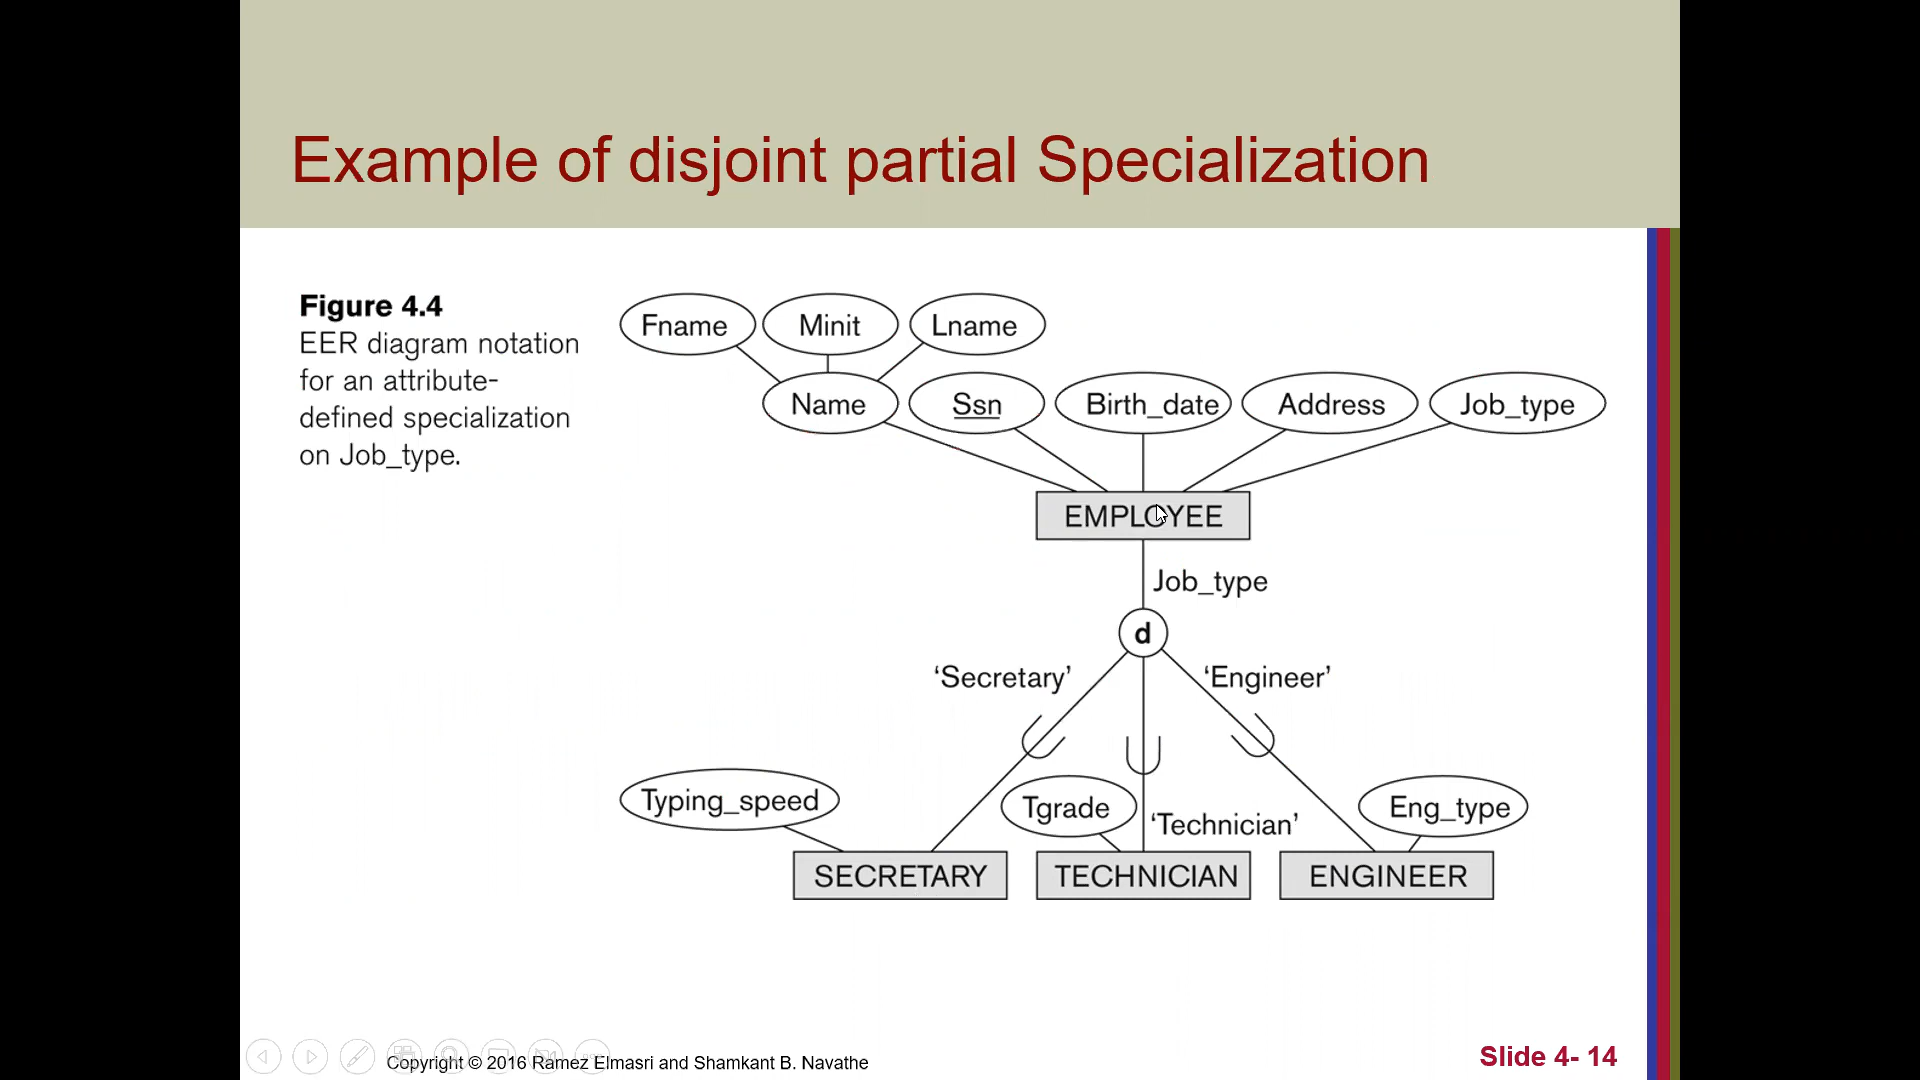 Example of disjoint partial Specialization
Figure 4.4
EER diagram notation
for an attribute-
defined specialization
on Job_type.
Fname Minit Lname
Name Ssn Birth_date Address Job_type
EMPLOYEE
Job_type
d
‘Secretary’ ‘Engineer’
Typing_speed Tgrade ‘Technician’ Eng_type
SECRETARY TECHNICIAN ENGINEER
Copyright © 2016 Ramez Elmasri and Shamkant B. Navathe
Slide 4- 14